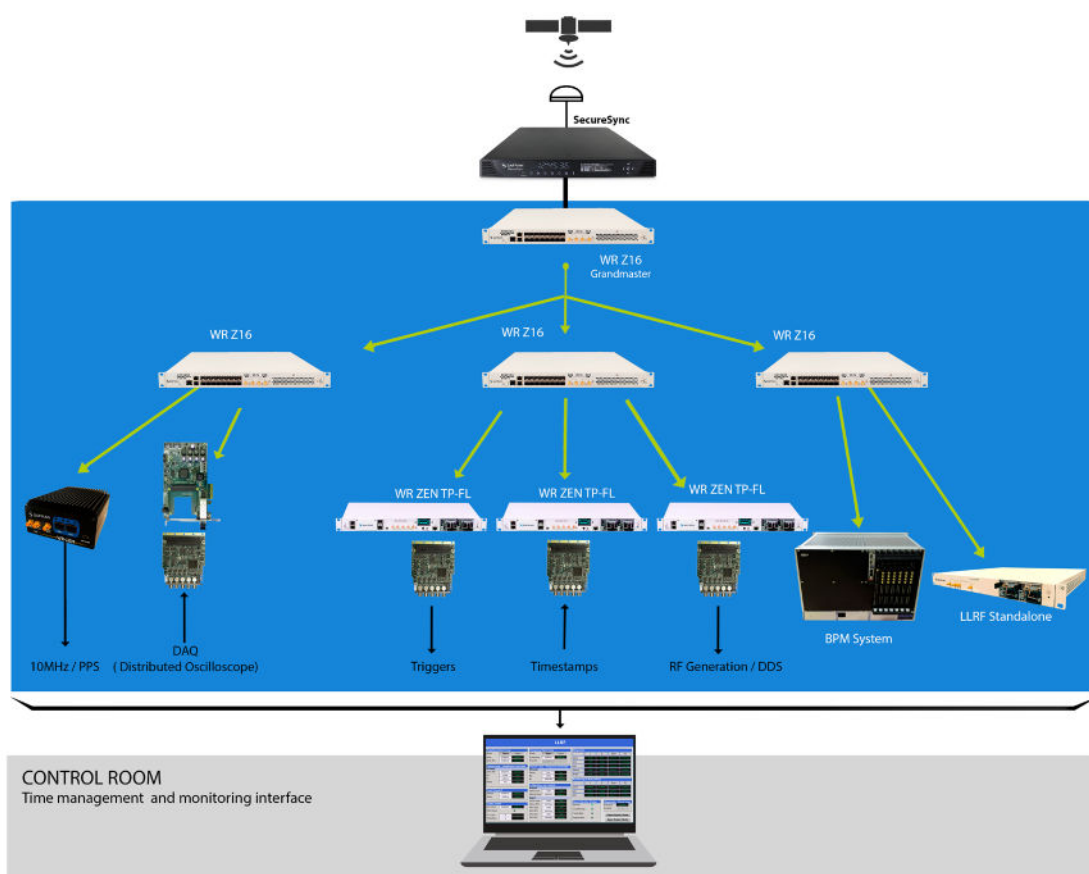 SecureSync
WR Z16
Grandmaster
WR Z16
WR Z16
WR Z16
WR ZEN TP-FL
WR ZEN TP-FL
WR ZEN TP-FL
BPM System
LLRF Standalone
10MHz / PPS
DAQ
( Distributed Oscilloscope)
Triggers
Timestamps
RF Generation / DDS
CONTROL ROOM
Time management and monitoring interface
LLRF